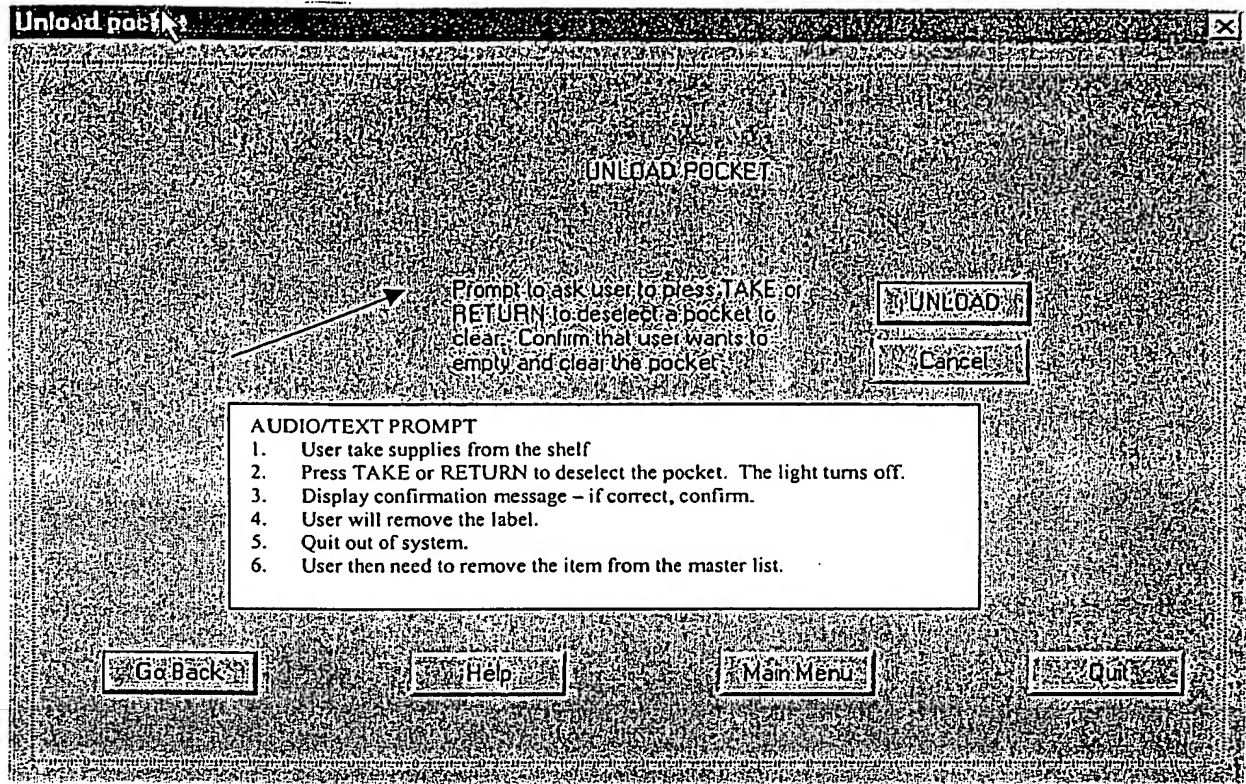 Unload pocket
UNLOAD POCKET
Prompt to ask user to press TAKE or
RETURN to deselect a pocket to
clear. Confirm that user wants to
empty and clear the pocket.
UNLOAD
Cancel
AUDIO/TEXT PROMPT
1. User take supplies from the shelf
2. Press TAKE or RETURN to deselect the pocket. The light turns off.
3. Display confirmation message – if correct, confirm.
4. User will remove the label.
5. Quit out of system.
6. User then need to remove the item from the master list.
Go Back
Help
Main Menu
Quit